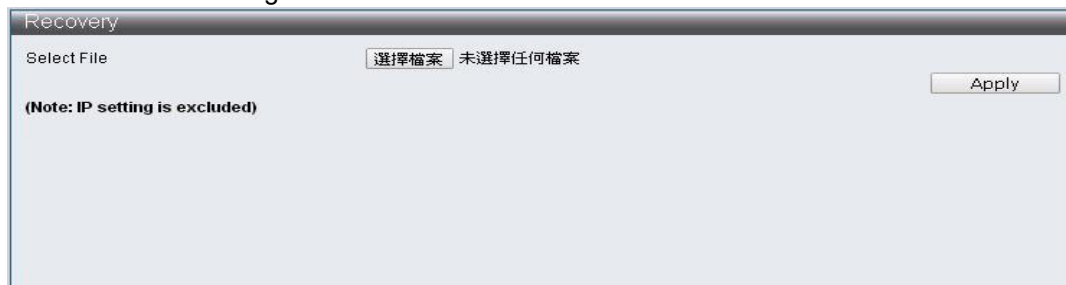 Recovery
Select File 選擇檔案 未選擇任何檔案
Apply
(Note: IP setting is excluded)